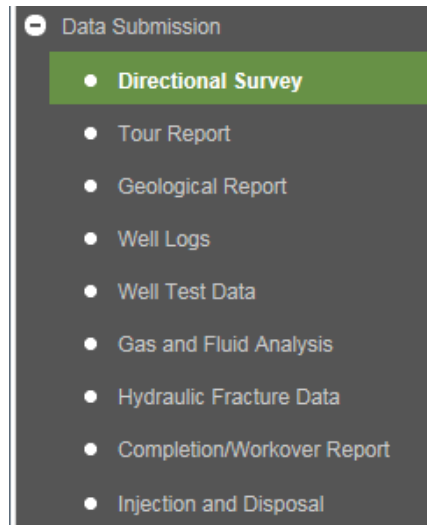 Data Submission
Directional Survey
Tour Report
Geological Report
Well Logs
Well Test Data
Gas and Fluid Analysis
Hydraulic Fracture Data
Completion/Workover Report
Injection and Disposal